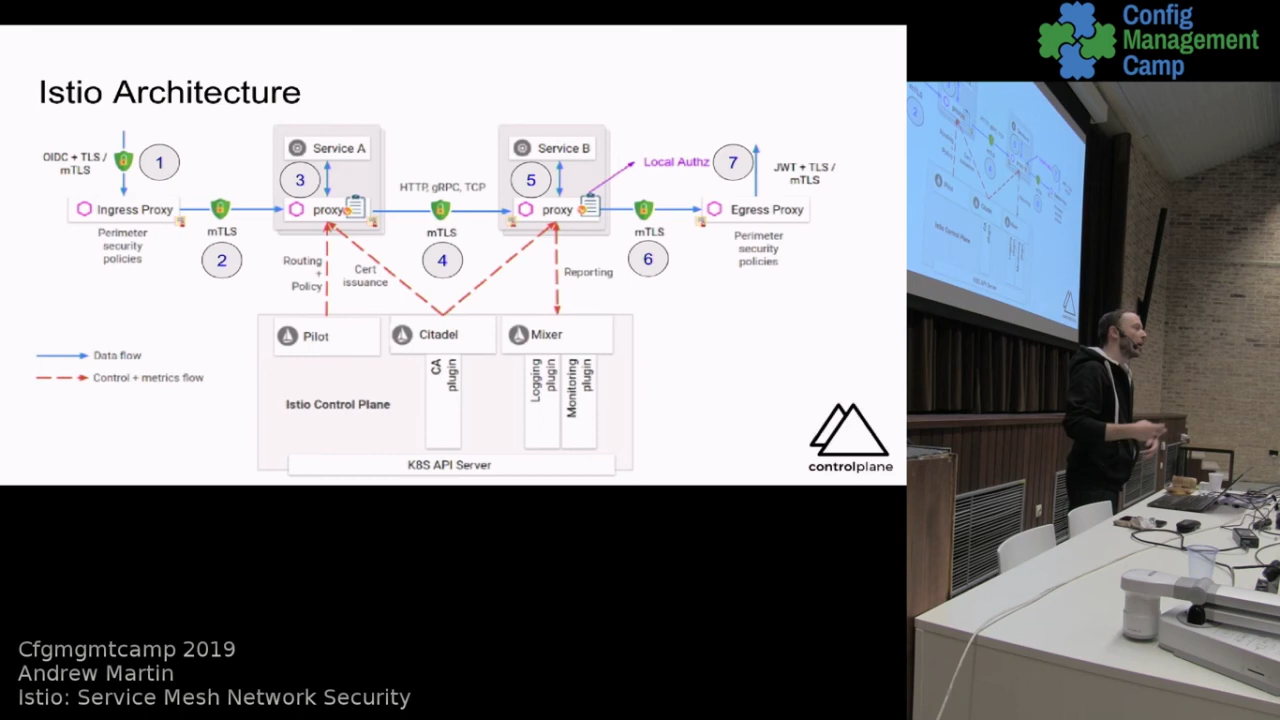 Config
Management
Camp
Istio Architecture
OIDC + TLS /
mTLS
1
Service A
3
Service B
5
Local Authz
7
JWT + TLS /
mTLS
HTTP, gRPC, TCP
Ingress Proxy
proxy
proxy
Egress Proxy
mTLS
mTLS
mTLS
Perimeter
security
policies
2
4
6
Perimeter
security
policies
Routing
+
Policy
Cert
issuance
Reporting
Pilot
Citadel
Mixer
CA
plugin
Logging
plugin
Monitoring
plugin
Data flow
Control + metrics flow
Istio Control Plane
K8S API Server
controlplane
Cfgmgmtcamp 2019
Andrew Martin
Istio: Service Mesh Network Security